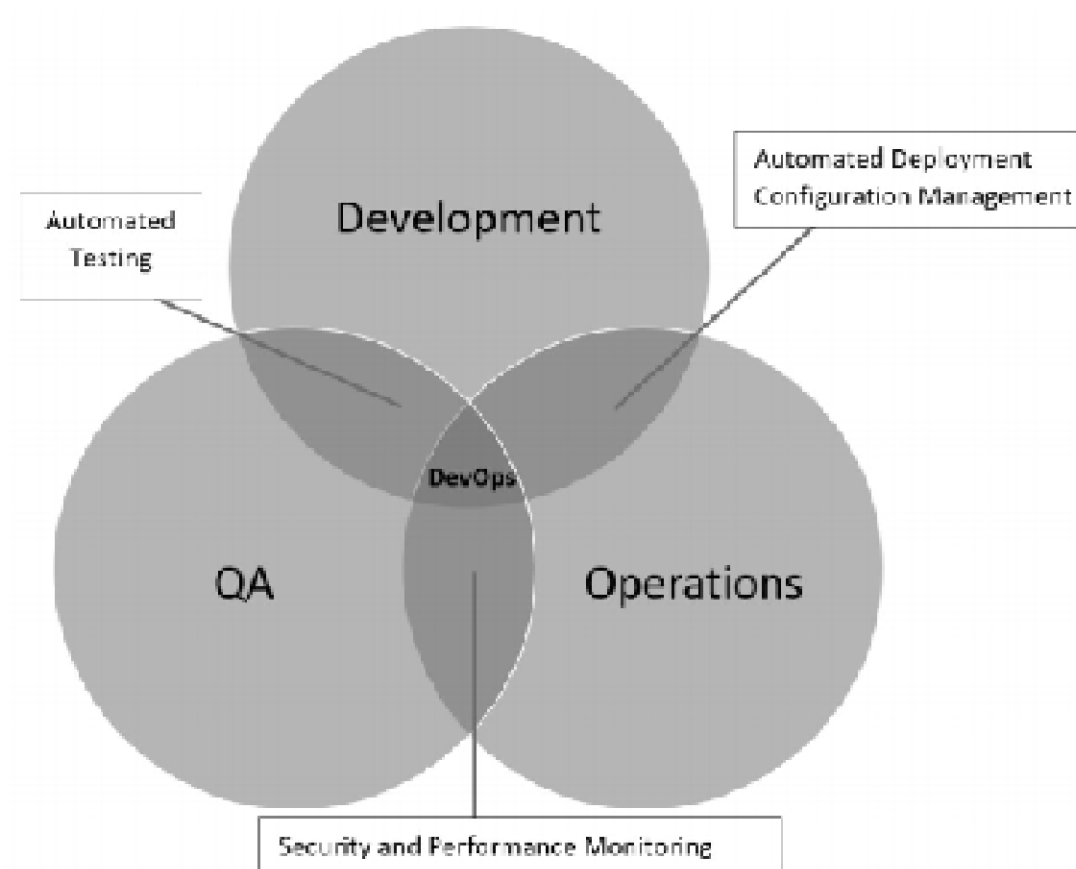 Development
Automated Deployment
Configuration Management
Automated
Testing
DevOps
QA
Operations
Security and Performance Monitoring